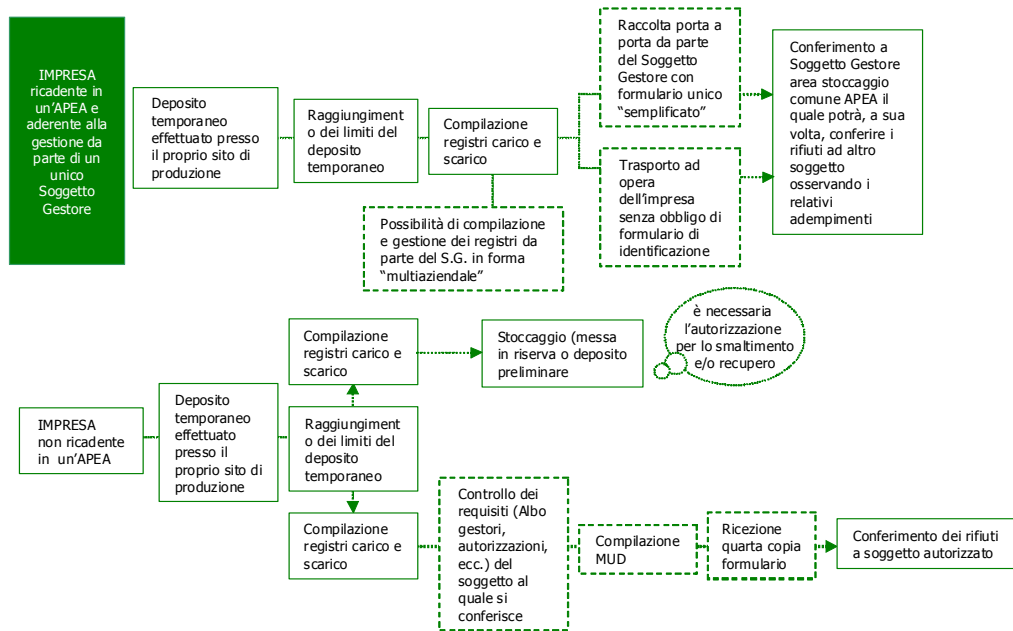 IMPRESA
ricadente in
un'APEA e
aderente alla
gestione da
parte di un
unico
Soggetto
Gestore
Deposito
temporaneo
effettuato presso
il proprio sito di
produzione
Raggiungiment
o dei limiti del
deposito
temporaneo
Compilazione
registri carico e
scarico
Possibilità di compilazione
e gestione dei registri da
parte del S.G. in forma
“multiaziendale”
Raccolta porta a
porta da parte
del Soggetto
Gestore con
formulario unico
“semplificato”
Trasporto ad
opera
dell’impresa
senza obbligo di
formulario di
identificazione
Conferimento a
Soggetto Gestore
area stoccaggio
comune APEA il
quale potrà, a sua
volta, conferire i
rifiuti ad altro
soggetto
osservando i
relativi
adempimenti
IMPRESA
non ricadente
in un’APEA
Deposito
temporaneo
effettuato
presso il
proprio sito di
produzione
Raggiungiment
o dei limiti del
deposito
temporaneo
Compilazione
registri carico e
scarico
Stoccaggio (messa
in riserva o deposito
preliminare
è necessaria
l’autorizzazione
per lo smaltimento
e/o recupero
Compilazione
registri carico e
scarico
Controllo dei
requisiti (Albo
gestori,
autorizzazioni,
ecc.) del
soggetto al
quale si
conferisce
Compilazione
MUD
Ricezione
quarta copia
formulario
Conferimento dei rifiuti
a soggetto autorizzato